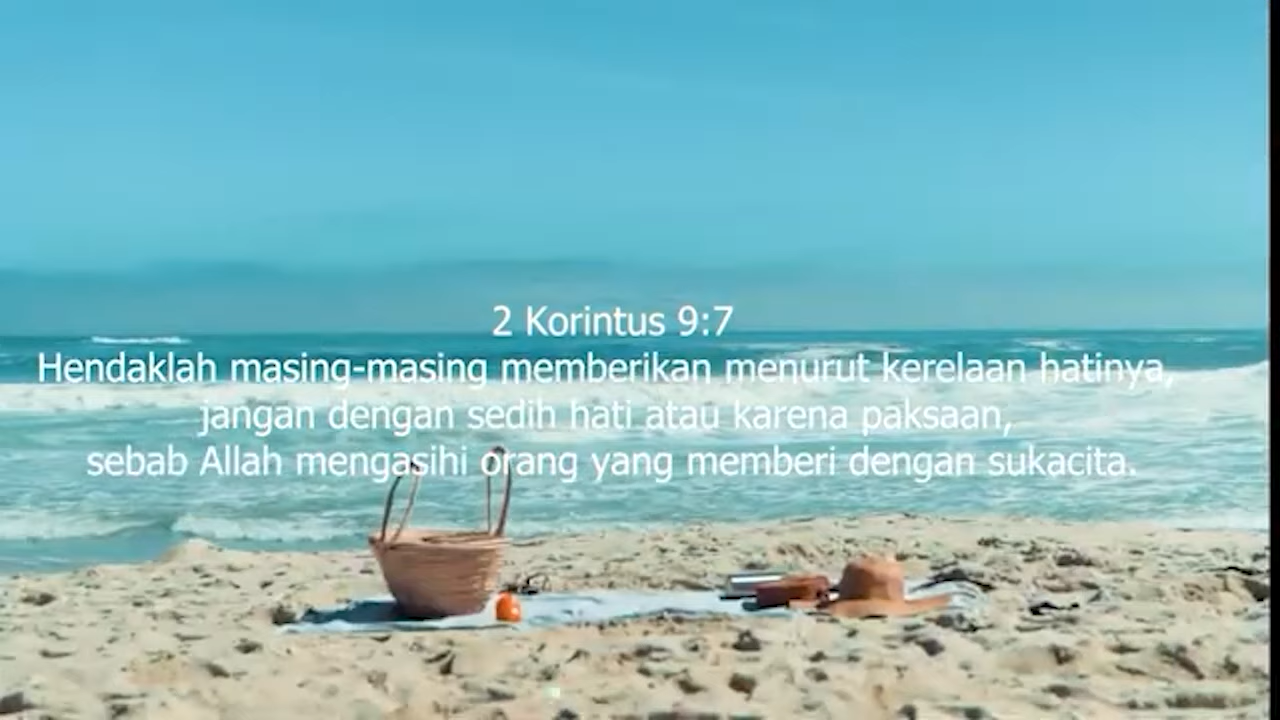 2 Korintus 9:7
Hendaklah masing-masing memberikan menurut kerelaan hatinya,
jangan dengan sedih hati atau karena paksaan,
sebab Allah mengasihi orang yang memberi dengan sukacita.